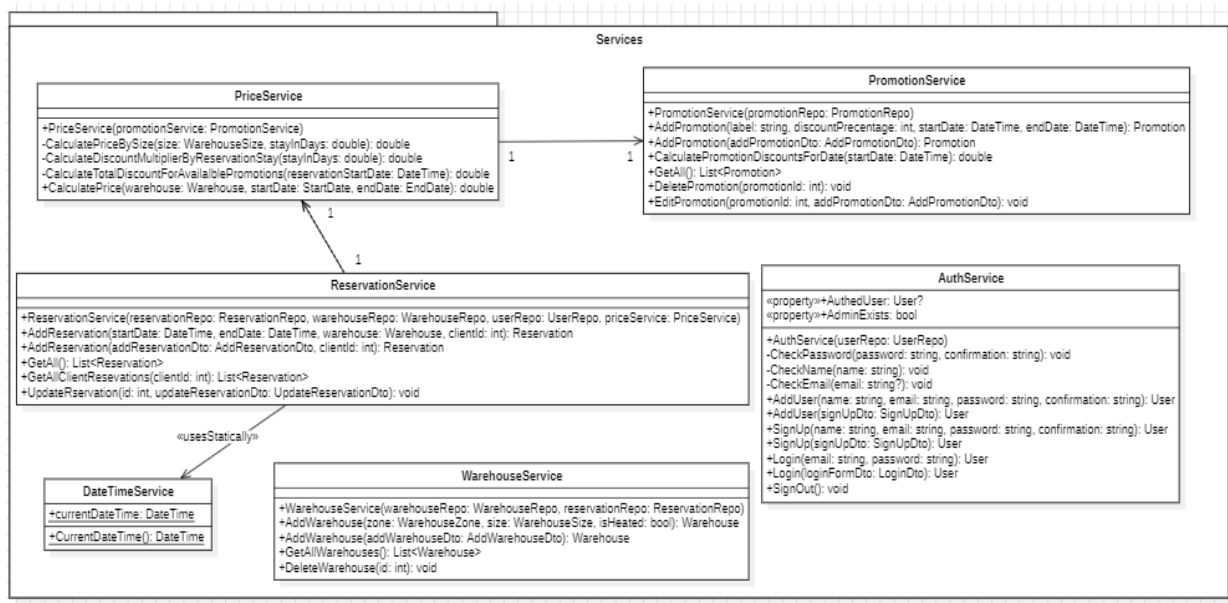 Services
PriceService
+PriceService(promotionService: PromotionService)
-CalculatePriceBySize(size: WarehouseSize, stayInDays: double): double
-CalculateDiscountMultiplierByReservationStay(stayInDays: double): double
-CalculateTotalDiscountForAvailablePromotions(reservationStartDate: DateTime): double
+CalculatePrice(warehouse: Warehouse, startDate: StartDate, endDate: EndDate): double
PromotionService
+PromotionService(promotionRepo: PromotionRepo)
+AddPromotion(label: string, discountPrecentage: int, startDate: DateTime, endDate: DateTime): Promotion
+AddPromotion(addPromotionDto: AddPromotionDto): Promotion
+CalculatePromotionDiscountsForDate(startDate: DateTime): double
+GetAll(): List<Promotion>
+DeletePromotion(promotionId: int): void
+EditPromotion(promotionId: int, addPromotionDto: AddPromotionDto): void
1
1
1
1
ReservationService
+ReservationService(reservationRepo: ReservationRepo, warehouseRepo: WarehouseRepo, userRepo: UserRepo, priceService: PriceService)
+AddReservation(startDate: DateTime, endDate: DateTime, warehouse: Warehouse, clientId: int): Reservation
+AddReservation(addReservationDto: AddReservationDto, clientId: int): Reservation
+GetAll(): List<Reservation>
+GetAllClientResevations(clientId: int): List<Reservation>
+UpdateRservation(id: int, updateReservationDto: UpdateReservationDto): void
AuthService
«property»+AuthedUser: User?
«property»+AdminExists: bool
+AuthService(userRepo: UserRepo)
-CheckPassword(password: string, confirmation: string): void
-CheckName(name: string): void
-CheckEmail(email: string?): void
+AddUser(name: string, email: string, password: string, confirmation: string): User
+AddUser(signUpDto: SignUpDto): User
+SignUp(name: string, email: string, password: string, confirmation: string): User
+SignUp(signUpDto: SignUpDto): User
+Login(email: string, password: string): User
+Login(loginFormDto: LoginDto): User
+SignOut(): void
«usesStatically»
DateTimeService
+currentDateTime: DateTime
+CurrentDateTime(): DateTime
WarehouseService
+WarehouseService(warehouseRepo: WarehouseRepo, reservationRepo: ReservationRepo)
+AddWarehouse(zone: WarehouseZone, size: WarehouseSize, isHeated: bool): Warehouse
+AddWarehouse(addWarehouseDto: AddWarehouseDto): Warehouse
+GetAllWarehouses(): List<Warehouse>
+DeleteWarehouse(id: int): void